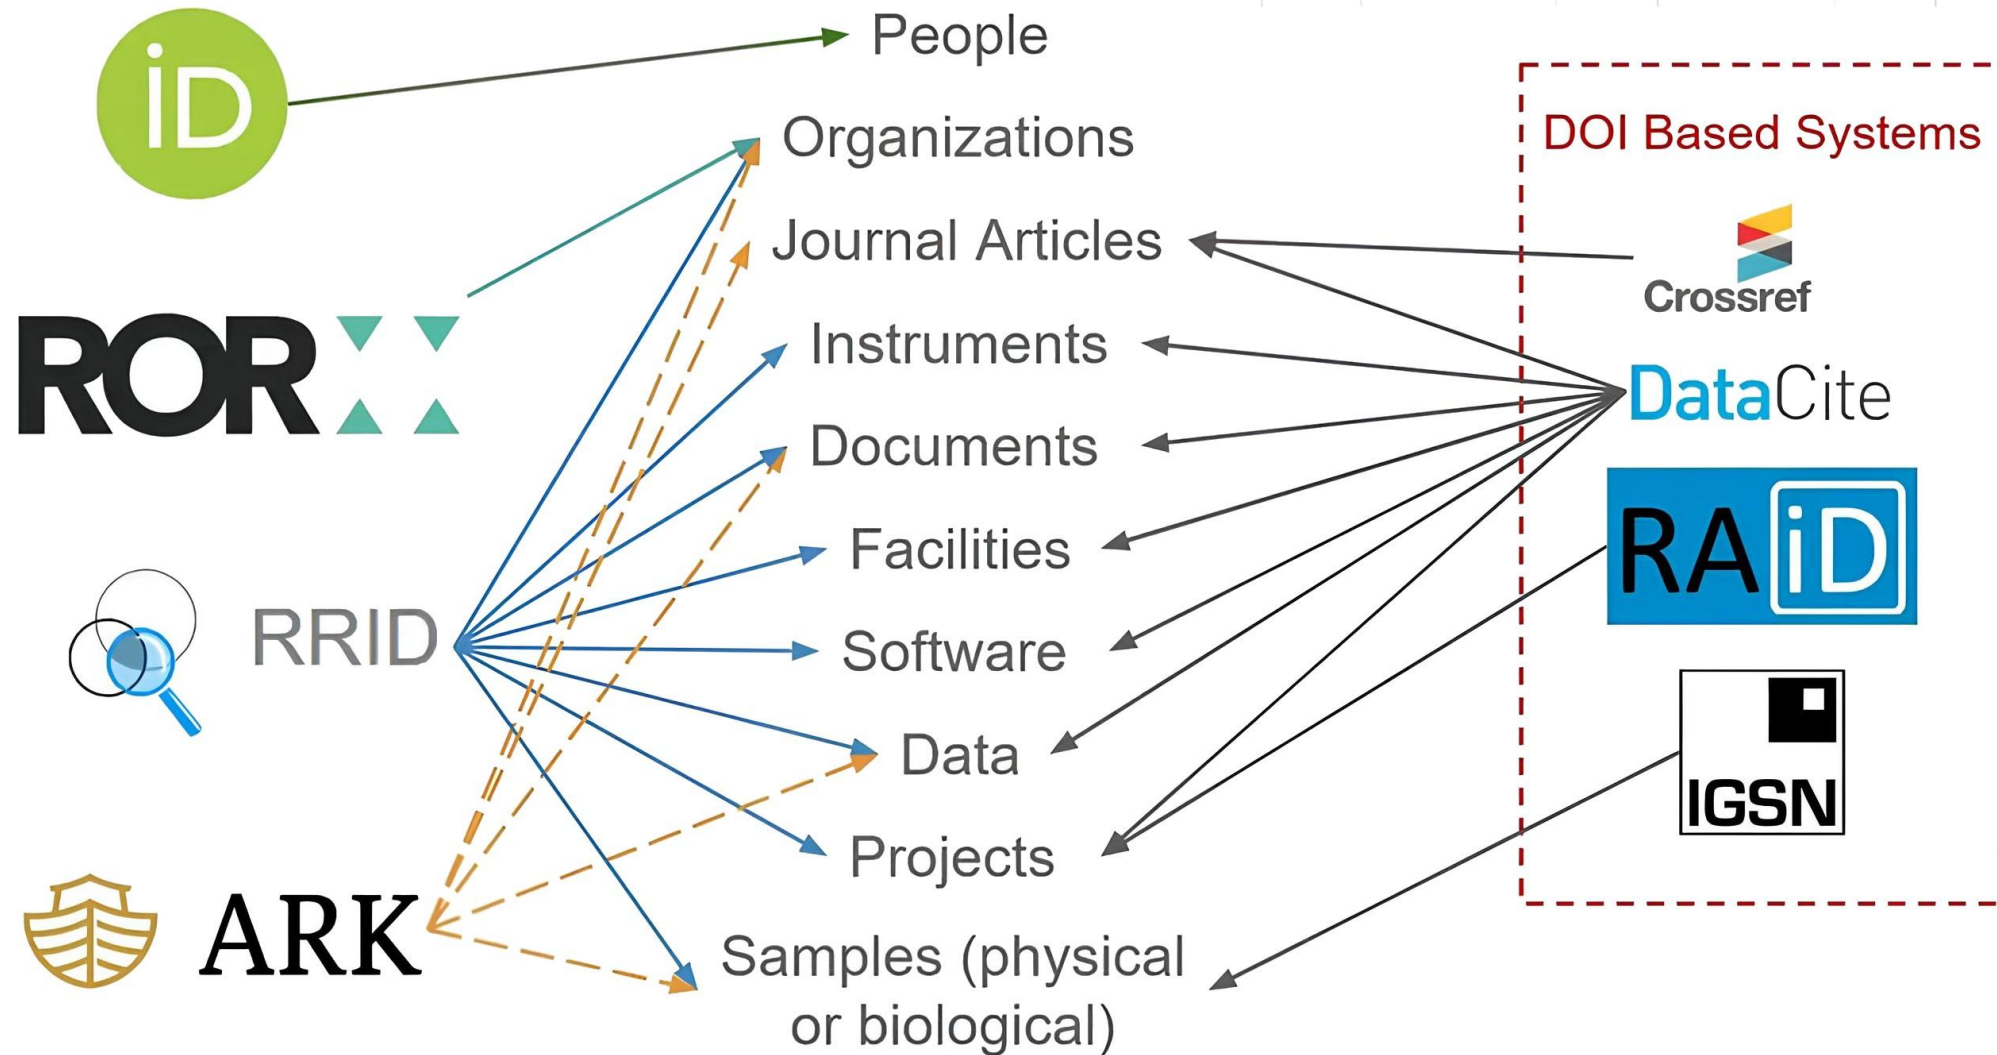 iD
People
Organizations
DOI Based Systems
Journal Articles
Crossref
ROR
Instruments
DataCite
Documents
RAiD
Facilities
RRID
Software
Data
IGSN
Projects
ARK
Samples (physical
or biological)